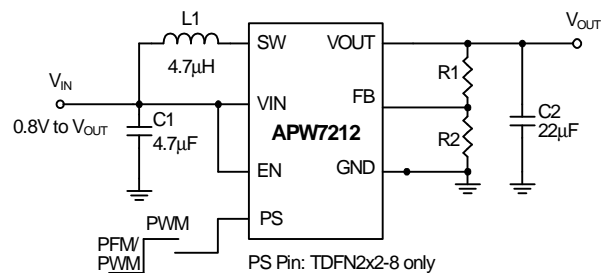 L1
4.7μH
SW
VOUT
VOUT
VIN
0.8V to VOUT
C1
4.7μF
VIN
FB
APW7212
R1
R2
C2
22μF
EN
GND
PS
PWM
PFM/
PWM
PS Pin: TDFN2x2-8 only